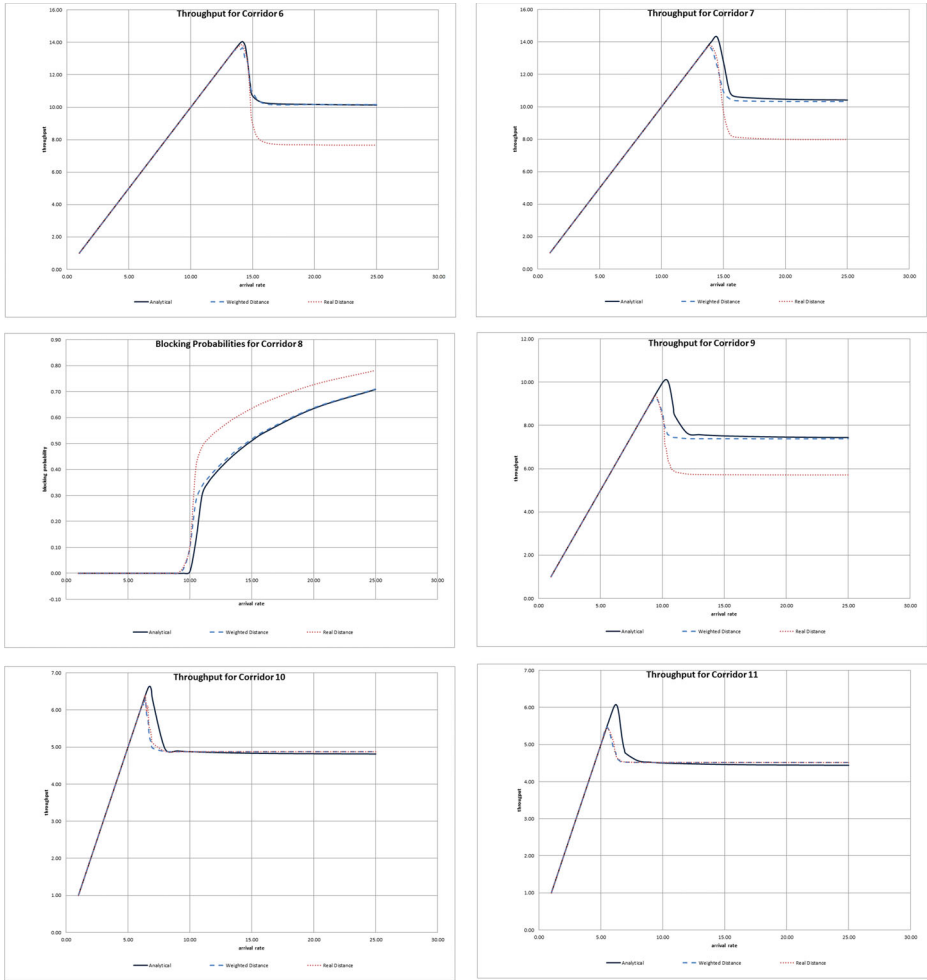 Throughput for Corridor 6
16.00
14.00
12.00
10.00
8.00
6.00
4.00
2.00
0.00
throughput
0.00 5.00 10.00 15.00 20.00 25.00 30.00
arrival rate
Analytical Weighted Distance Real Distance
Throughput for Corridor 7
16.00
14.00
12.00
10.00
8.00
6.00
4.00
2.00
0.00
throughput
0.00 5.00 10.00 15.00 20.00 25.00 30.00
arrival rate
Analytical Weighted Distance Real Distance
Blocking Probabilities for Corridor 8
0.90
0.80
0.70
0.60
0.50
0.40
0.30
0.20
0.10
0.00
-0.10
blocking probability
0.00 5.00 10.00 15.00 20.00 25.00 30.00
arrival rate
Analytical Weighted Distance Real Distance
Throughput for Corridor 9
12.00
10.00
8.00
6.00
4.00
2.00
0.00
throughput
0.00 5.00 10.00 15.00 20.00 25.00 30.00
arrival rate
Analytical Weighted Distance Real Distance
Throughput for Corridor 10
7.00
6.00
5.00
4.00
3.00
2.00
1.00
0.00
throughput
0.00 5.00 10.00 15.00 20.00 25.00 30.00
arrival rate
Analytical Weighted Distance Real Distance
Throughput for Corridor 11
7.00
6.00
5.00
4.00
3.00
2.00
1.00
0.00
0.00 5.00 10.00 15.00 20.00 25.00 30.00
arrival rate
Analytical Weighted Distance Real Distance